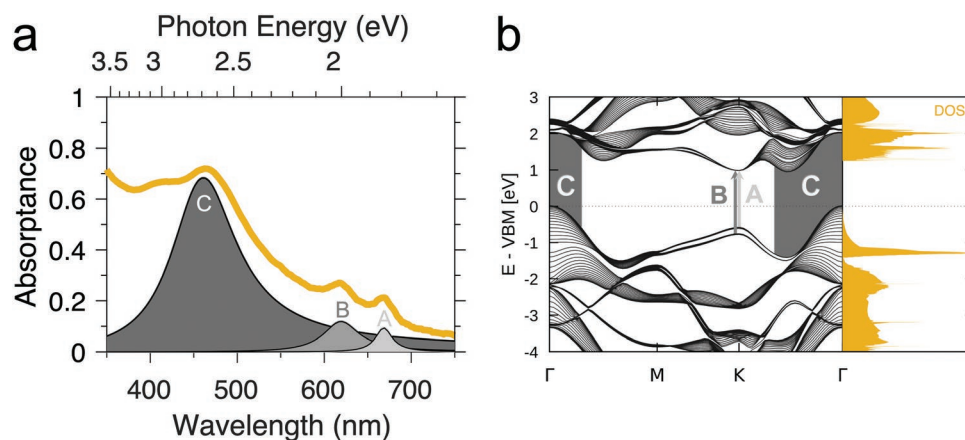 a
Photon Energy (eV)
3.5 3 2.5 2
Absorptance
1
0.8
0.6
0.4
0.2
0
C
B
A
400 500 600 700
Wavelength (nm)
b
E - VBM [eV]
3
2
1
0
-1
-2
-3
-4
C
B A
C
DOS
Γ M K Γ